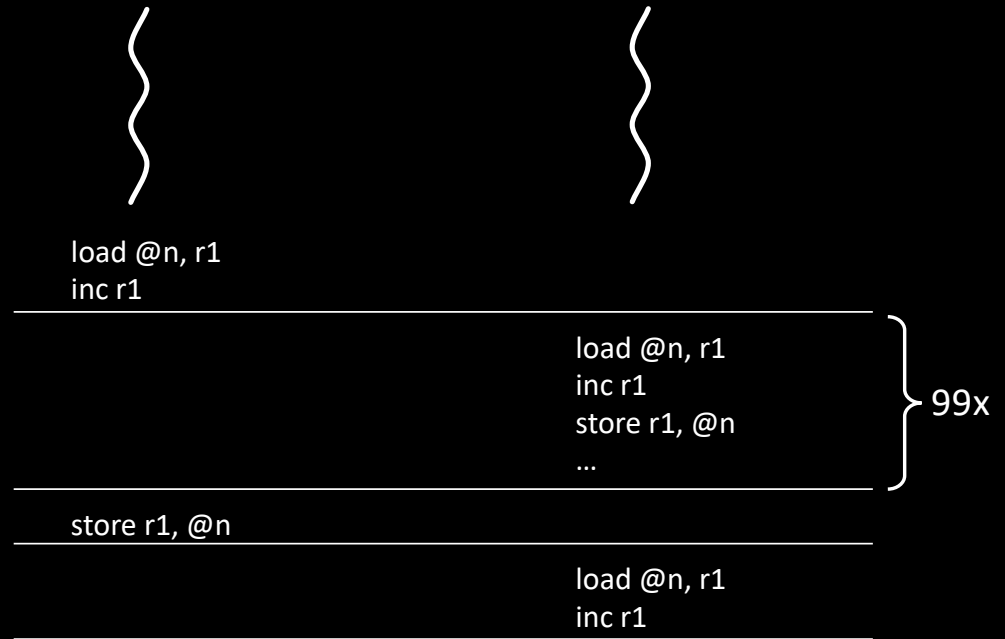 load @n, r1
inc r1
load @n, r1
inc r1
store r1, @n
...
99x
store r1, @n
load @n, r1
inc r1